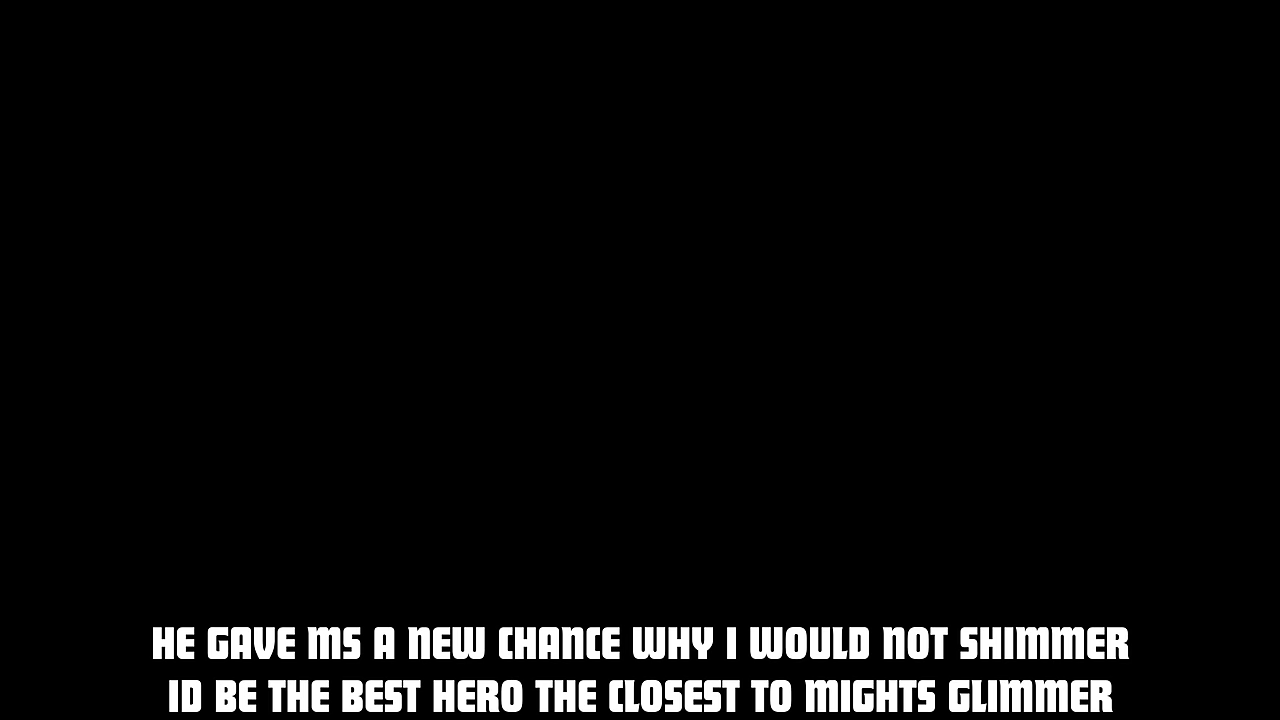 HE GAVE MS A NEW CHANCE WHY I WOULD NOT SHIMMER
ID BE THE BEST HERO THE CLOSEST TO MIGHTS GLIMMER